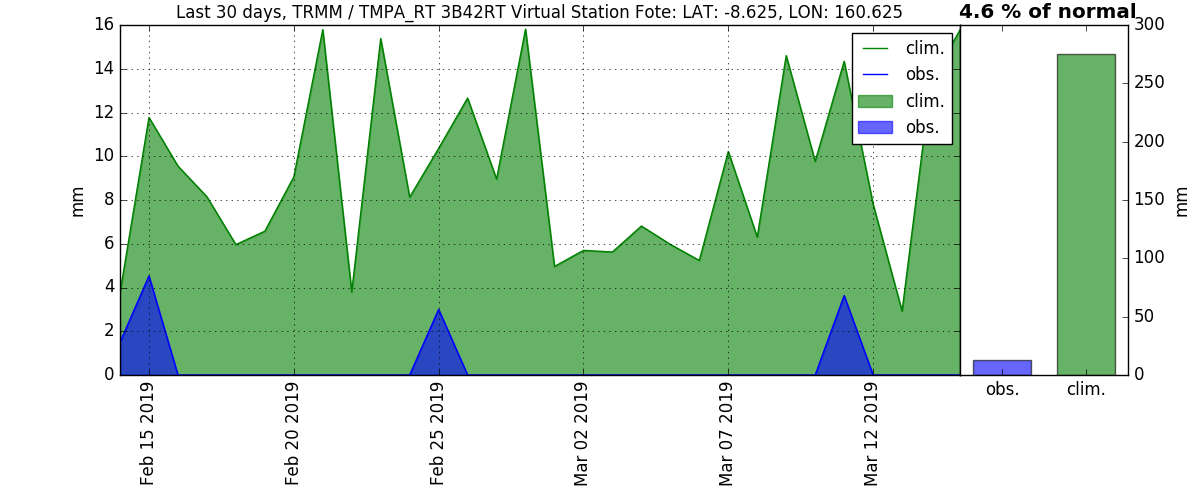 Last 30 days, TRMM / TMPA_RT 3B42RT Virtual Station Fote: LAT: -8.625, LON: 160.625
4.6 % of normal
16
14
12
10
8
6
4
2
0
mm
clim.
obs.
clim.
obs.
Feb 15 2019
Feb 20 2019
Feb 25 2019
Mar 02 2019
Mar 07 2019
Mar 12 2019
300
250
200
150
100
50
0
mm
obs.
clim.